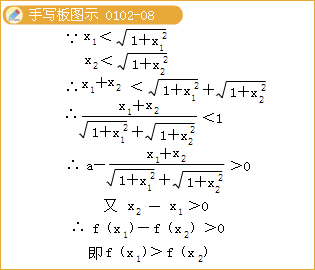 手写板图示 0102-08
∵ x₁＜√(1+x₁²)
x₂＜√(1+x₂²)
∴ x₁+x₂ ＜ √(1+x₁²)+√(1+x₂²)
∴ (x₁+x₂)/(√(1+x₁²)+√(1+x₂²)) ＜1
∴ a−(x₁+x₂)/(√(1+x₁²)+√(1+x₂²)) ＞0
又 x₂ − x₁ ＞0
∴ f(x₁)−f(x₂) ＞0
即f(x₁)＞f(x₂)